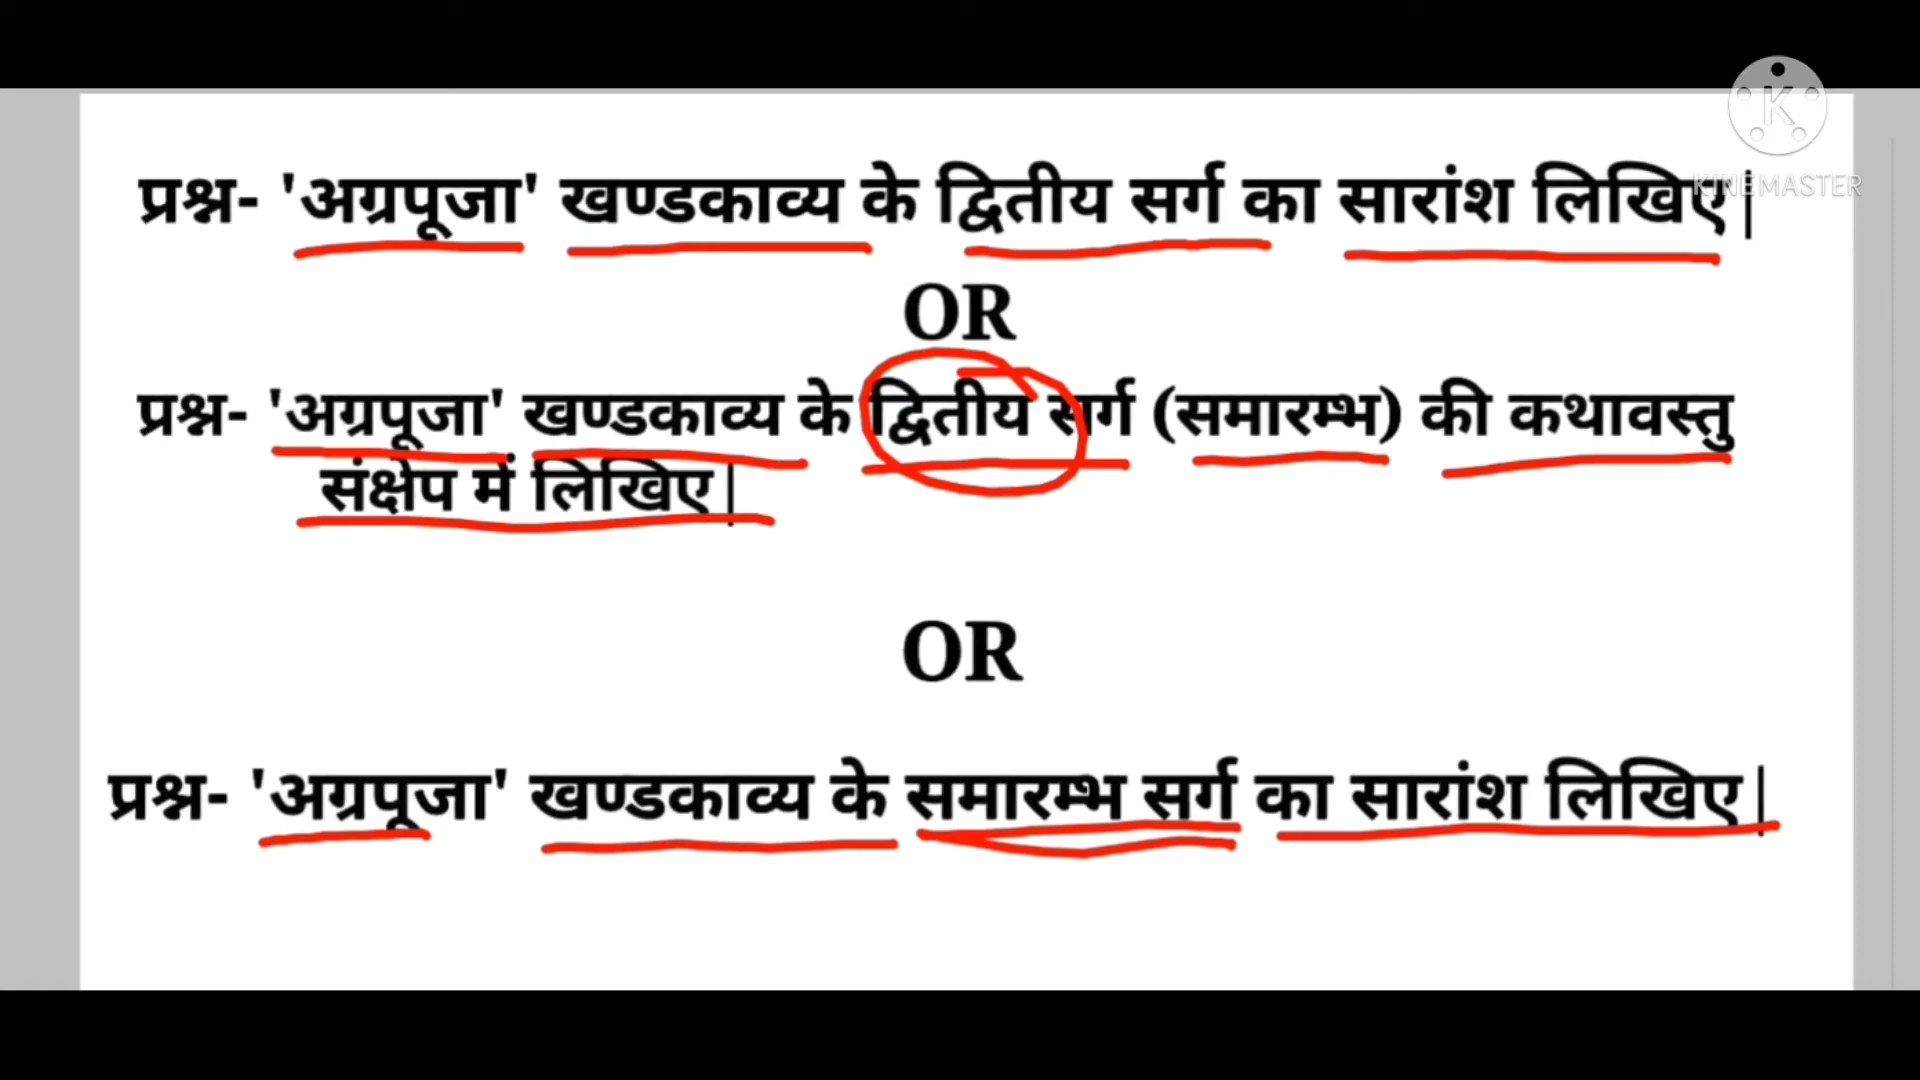 K
KINEMASTER
प्रश्न- 'अग्रपूजा' खण्डकाव्य के द्वितीय सर्ग का सारांश लिखिए|
OR
प्रश्न- 'अग्रपूजा' खण्डकाव्य के द्वितीय सर्ग (समारम्भ) की कथावस्तु
संक्षेप में लिखिए|
OR
प्रश्न- 'अग्रपूजा' खण्डकाव्य के समारम्भ सर्ग का सारांश लिखिए|